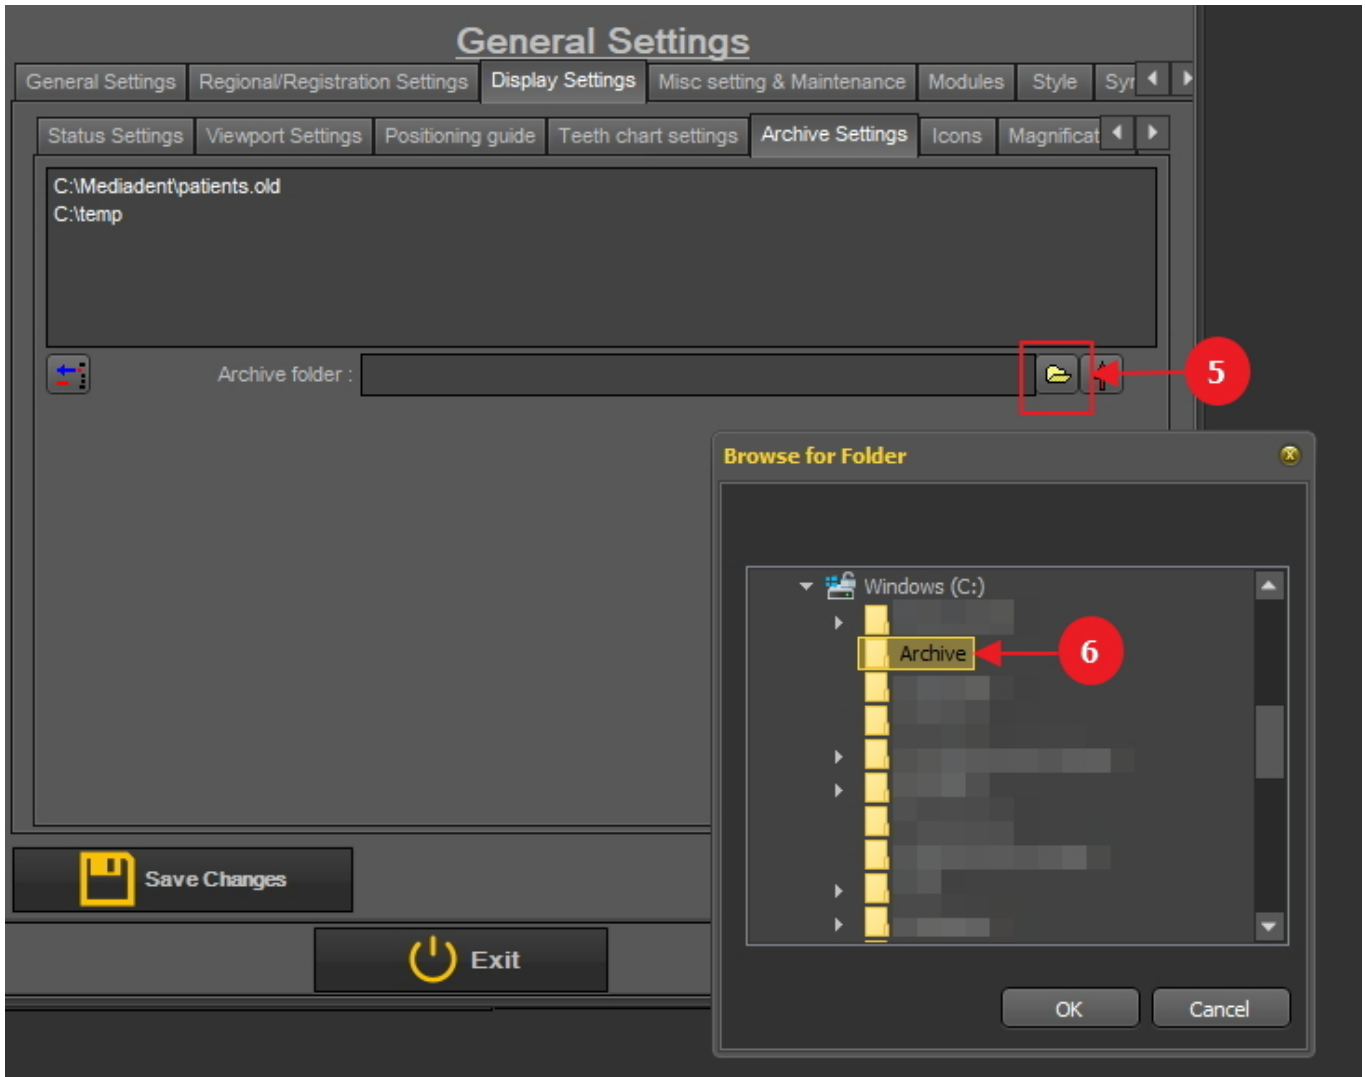 General Settings
General Settings Regional/Registration Settings Display Settings Misc setting & Maintenance Modules Style Syr
Status Settings Viewport Settings Positioning guide Teeth chart settings Archive Settings Icons Magnificat
C:\Mediadent\patients.old
C:\temp
Archive folder :
5
Browse for Folder
Windows (C:)
Archive
6
Save Changes
Exit
OK Cancel